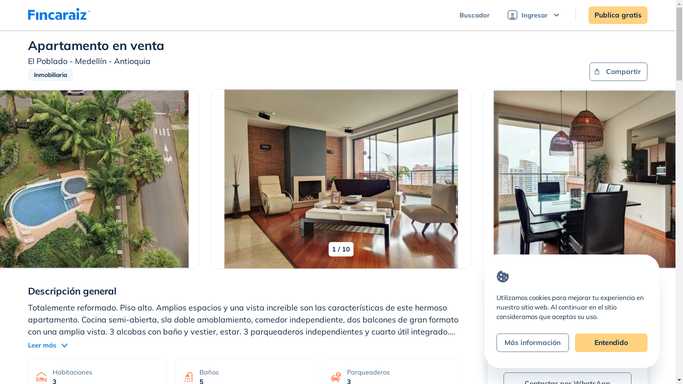 Fincaraiz
Buscador
Ingresar
Publica gratis
Apartamento en venta
El Poblado - Medellín - Antioquia
Inmobiliaria
Compartir
1 / 10
Descripción general
Totalemente reformado. Piso alto. Amplios espacios y una vista increíble son las características de este hermoso
apartamento. Cocina semi-abierta, sla doble amoblamiento, comedor independiente, dos balcones de gran formato
con una amplia vista. 3 alcobas con baño y vestier, estar. 3 parqueaderos independientes y cuarto útil integrado....
Leer más
Habitaciones
3
Baños
5
Parqueaderos
3
Utilizamos cookies para mejorar tu experiencia en
nuestro sitio web. Al continuar en el sitio
consideramos que aceptas su uso.
Más información
Entendido
Contactar por WhatsApp